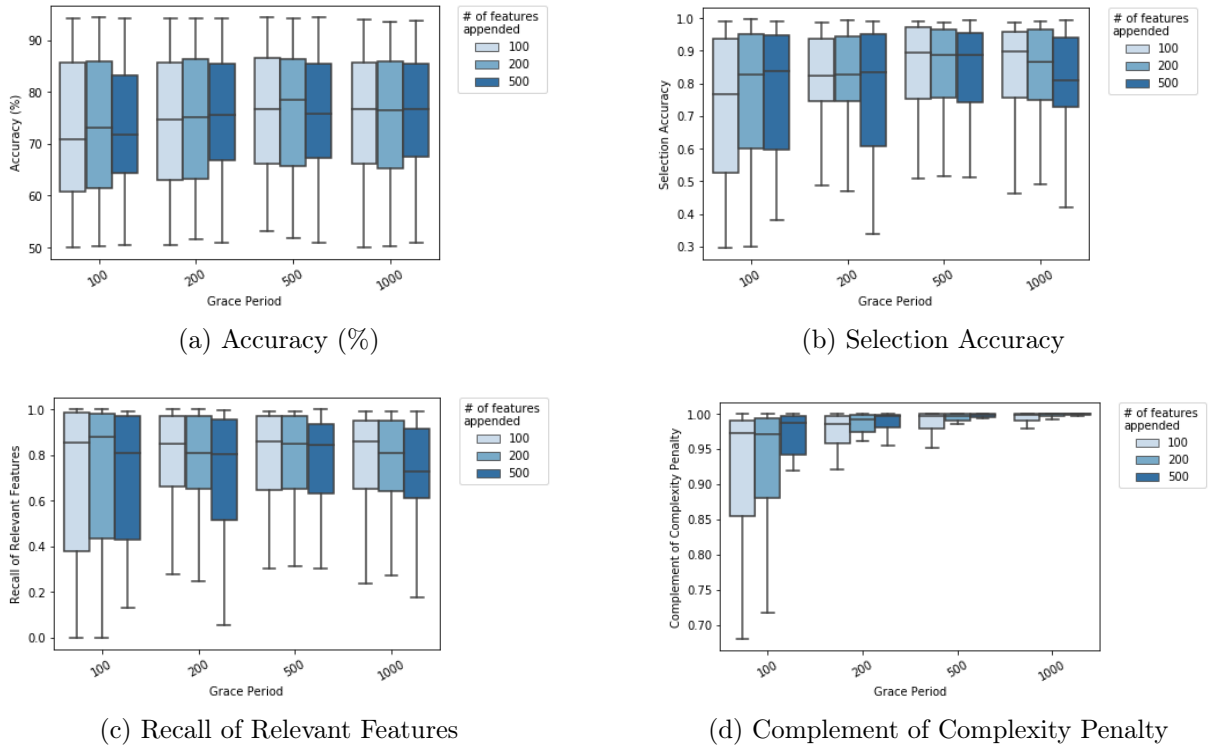 90
80
70
60
50
Accuracy (%)
100
200
500
1000
Grace Period
# of features
appended
100
200
500
(a) Accuracy (%)
1.0
0.9
0.8
0.7
0.6
0.5
0.4
0.3
Selection Accuracy
100
200
500
1000
Grace Period
# of features
appended
100
200
500
(b) Selection Accuracy
1.0
0.8
0.6
0.4
0.2
0.0
Recall of Relevant Features
100
200
500
1000
Grace Period
# of features
appended
100
200
500
(c) Recall of Relevant Features
1.00
0.95
0.90
0.85
0.80
0.75
0.70
Complement of Complexity Penalty
100
200
500
1000
Grace Period
# of features
appended
100
200
500
(d) Complement of Complexity Penalty